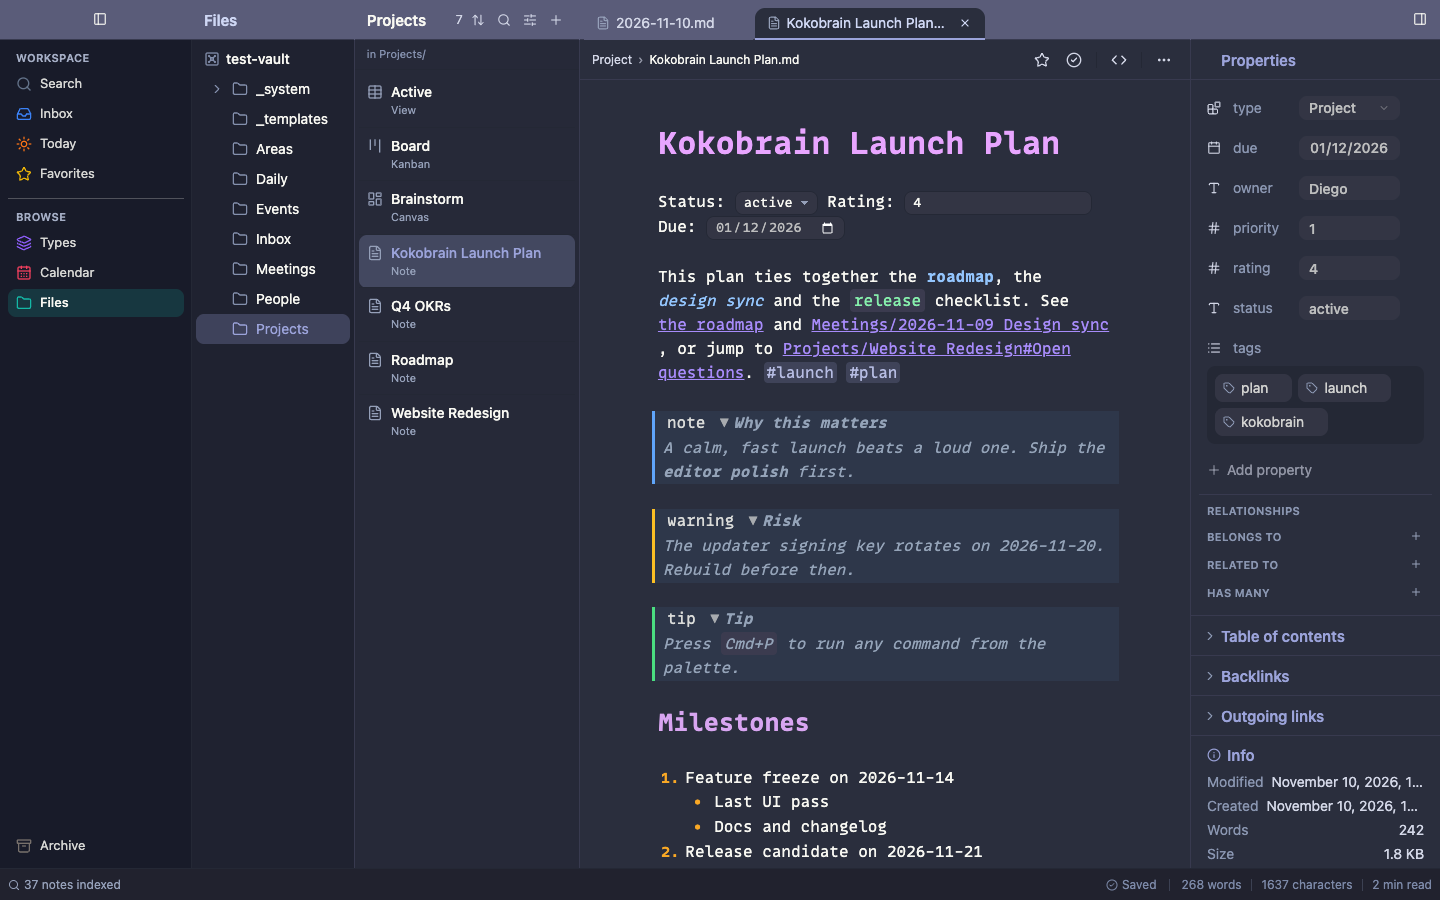 WORKSPACE
Search
Inbox
Today
Favorites
BROWSE
Types
Calendar
Files
Archive
Files
test-vault
_system
_templates
Areas
Daily
Events
Inbox
Meetings
People
Projects
Projects 7
in Projects/
Active
View
Board
Kanban
Brainstorm
Canvas
Kokobrain Launch Plan
Note
Q4 OKRs
Note
Roadmap
Note
Website Redesign
Note
2026-11-10.md
Kokobrain Launch Plan...
Project › Kokobrain Launch Plan.md
Kokobrain Launch Plan
Status: active Rating: 4
Due: 01/12/2026
This plan ties together the roadmap, the
design sync and the release checklist. See
the roadmap and Meetings/2026-11-09 Design sync
, or jump to Projects/Website Redesign#Open
questions. #launch #plan
note ▼ Why this matters
A calm, fast launch beats a loud one. Ship the
editor polish first.
warning ▼ Risk
The updater signing key rotates on 2026-11-20.
Rebuild before then.
tip ▼ Tip
Press Cmd+P to run any command from the
palette.
Milestones
1. Feature freeze on 2026-11-14
• Last UI pass
• Docs and changelog
2. Release candidate on 2026-11-21
Properties
type Project
due 01/12/2026
owner Diego
priority 1
rating 4
status active
tags
plan launch
kokobrain
+ Add property
RELATIONSHIPS
BELONGS TO +
RELATED TO +
HAS MANY +
Table of contents
Backlinks
Outgoing links
Info
Modified November 10, 2026, 1...
Created November 10, 2026, 1...
Words 242
Size 1.8 KB
37 notes indexed
Saved 268 words 1637 characters 2 min read